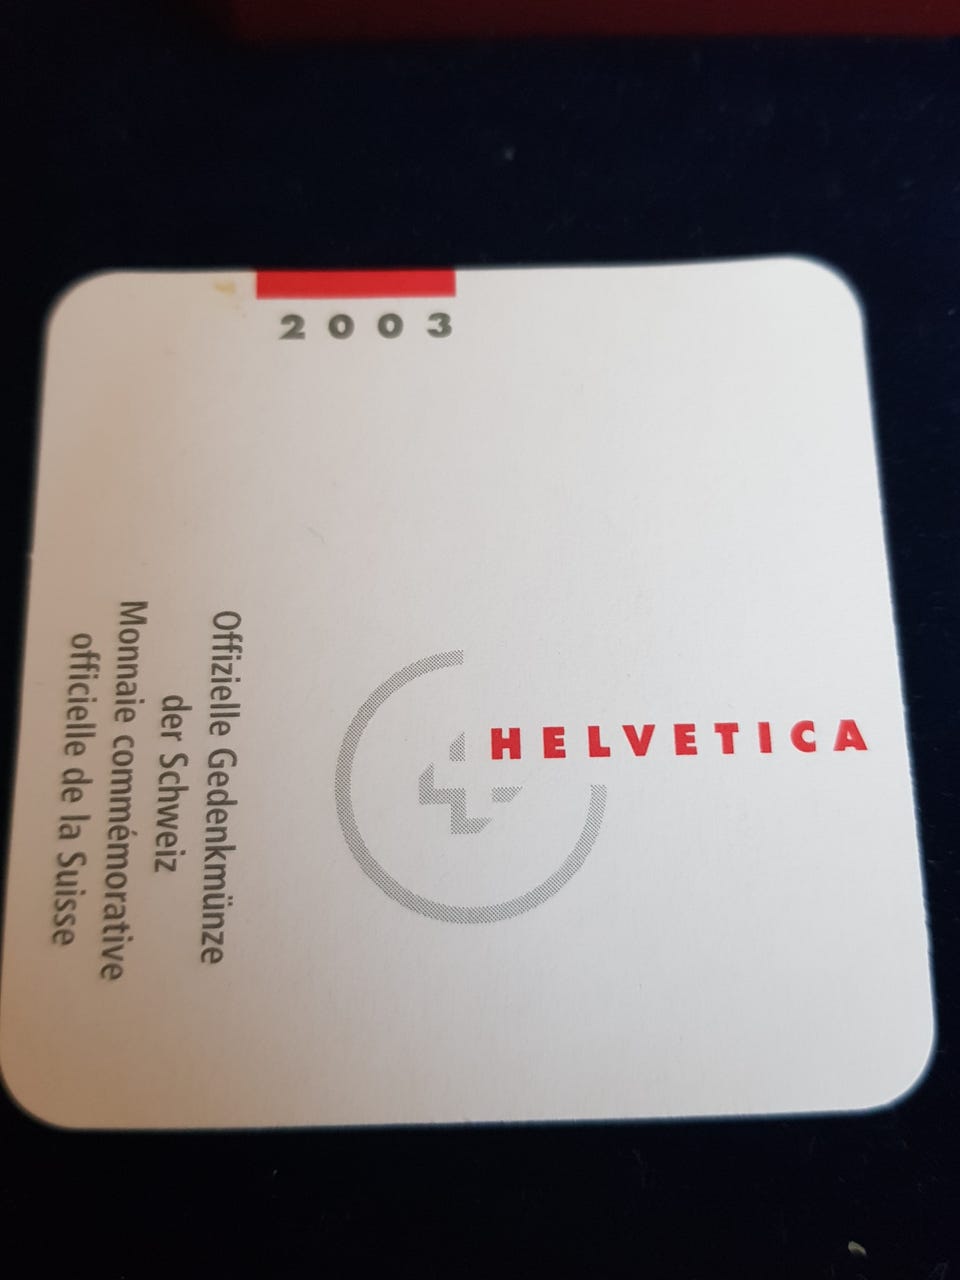 2003
HELVETICA
Offizielle Gedenkmünze
der Schweiz
Monnaie commémorative
officielle de la Suisse